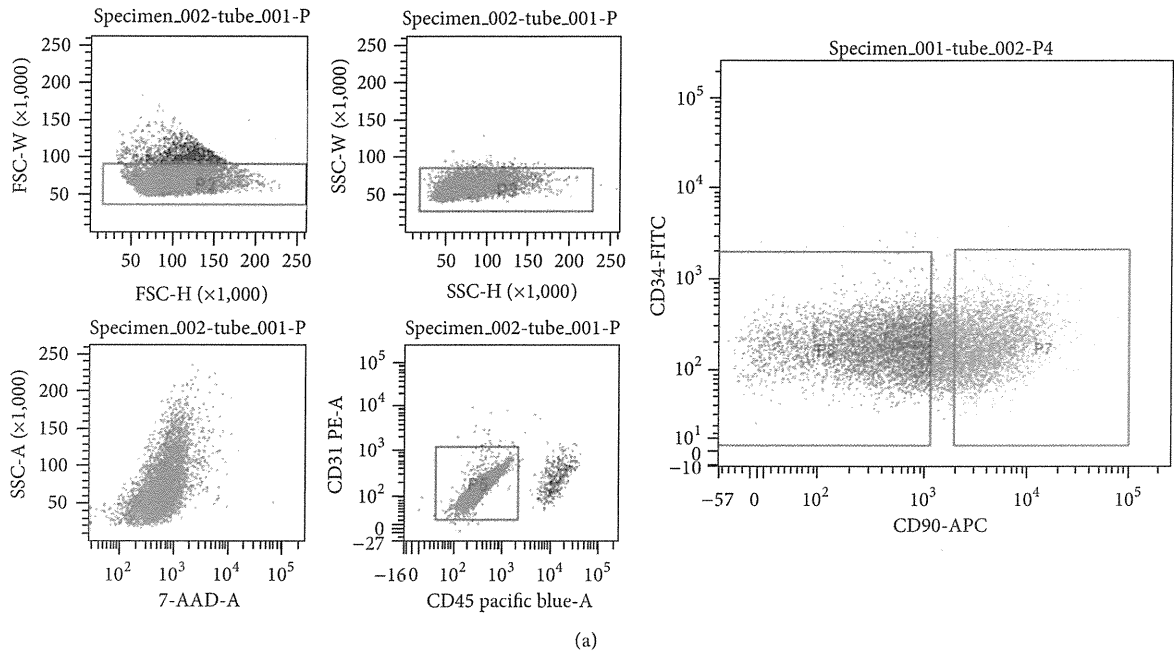 Specimen_002-tube_001-P
FSC-W (×1,000)
250
200
150
100
50
P2
50 100 150 200 250
FSC-H (×1,000)
Specimen_002-tube_001-P
SSC-W (×1,000)
250
200
150
100
50
P3
50 100 150 200 250
SSC-H (×1,000)
Specimen_002-tube_001-P
SSC-A (×1,000)
250
200
150
100
50
10² 10³ 10⁴ 10⁵
7-AAD-A
Specimen_002-tube_001-P
CD31 PE-A
10⁵
10⁴
10³
10²
0
−27
−160 10² 10³ 10⁴ 10⁵
CD45 pacific blue-A
Specimen_001-tube_002-P4
CD34-FITC
10⁵
10⁴
10³
10²
10¹
0
−10
P7
−57 0 10² 10³ 10⁴ 10⁵
CD90-APC
(a)